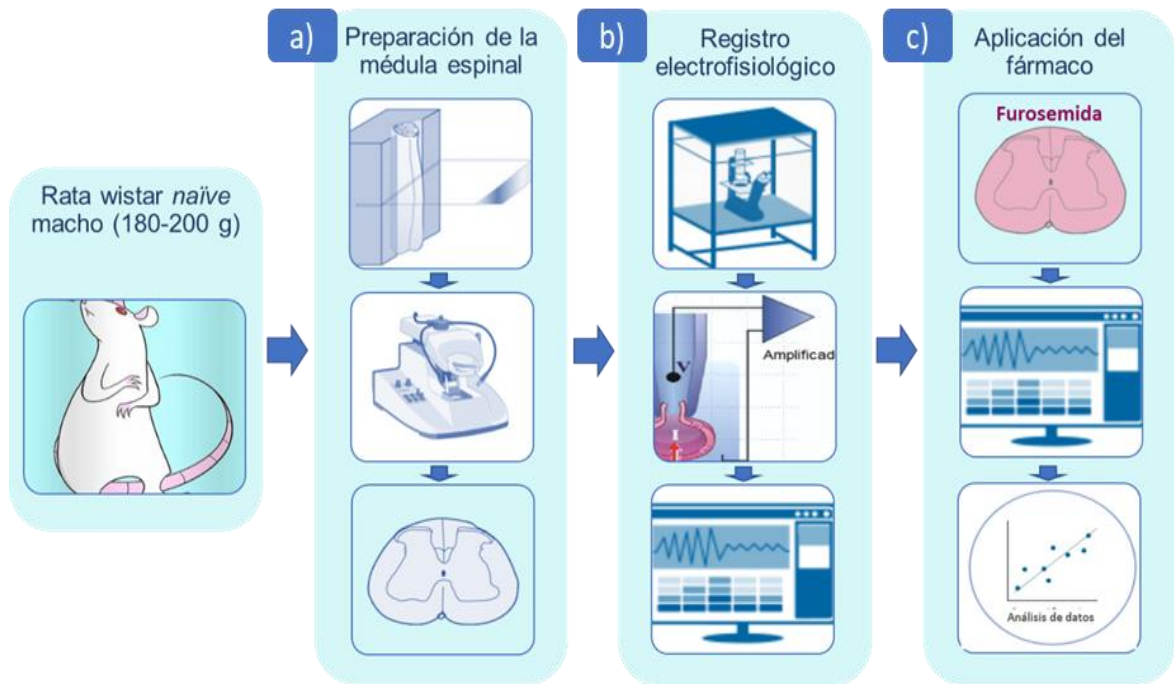 Rata wistar naïve
macho (180-200 g)
a)
Preparación de la
médula espinal
b)
Registro
electrofisiológico
V
Amplificad
I
c)
Aplicación del
fármaco
Furosemida
Análisis de datos